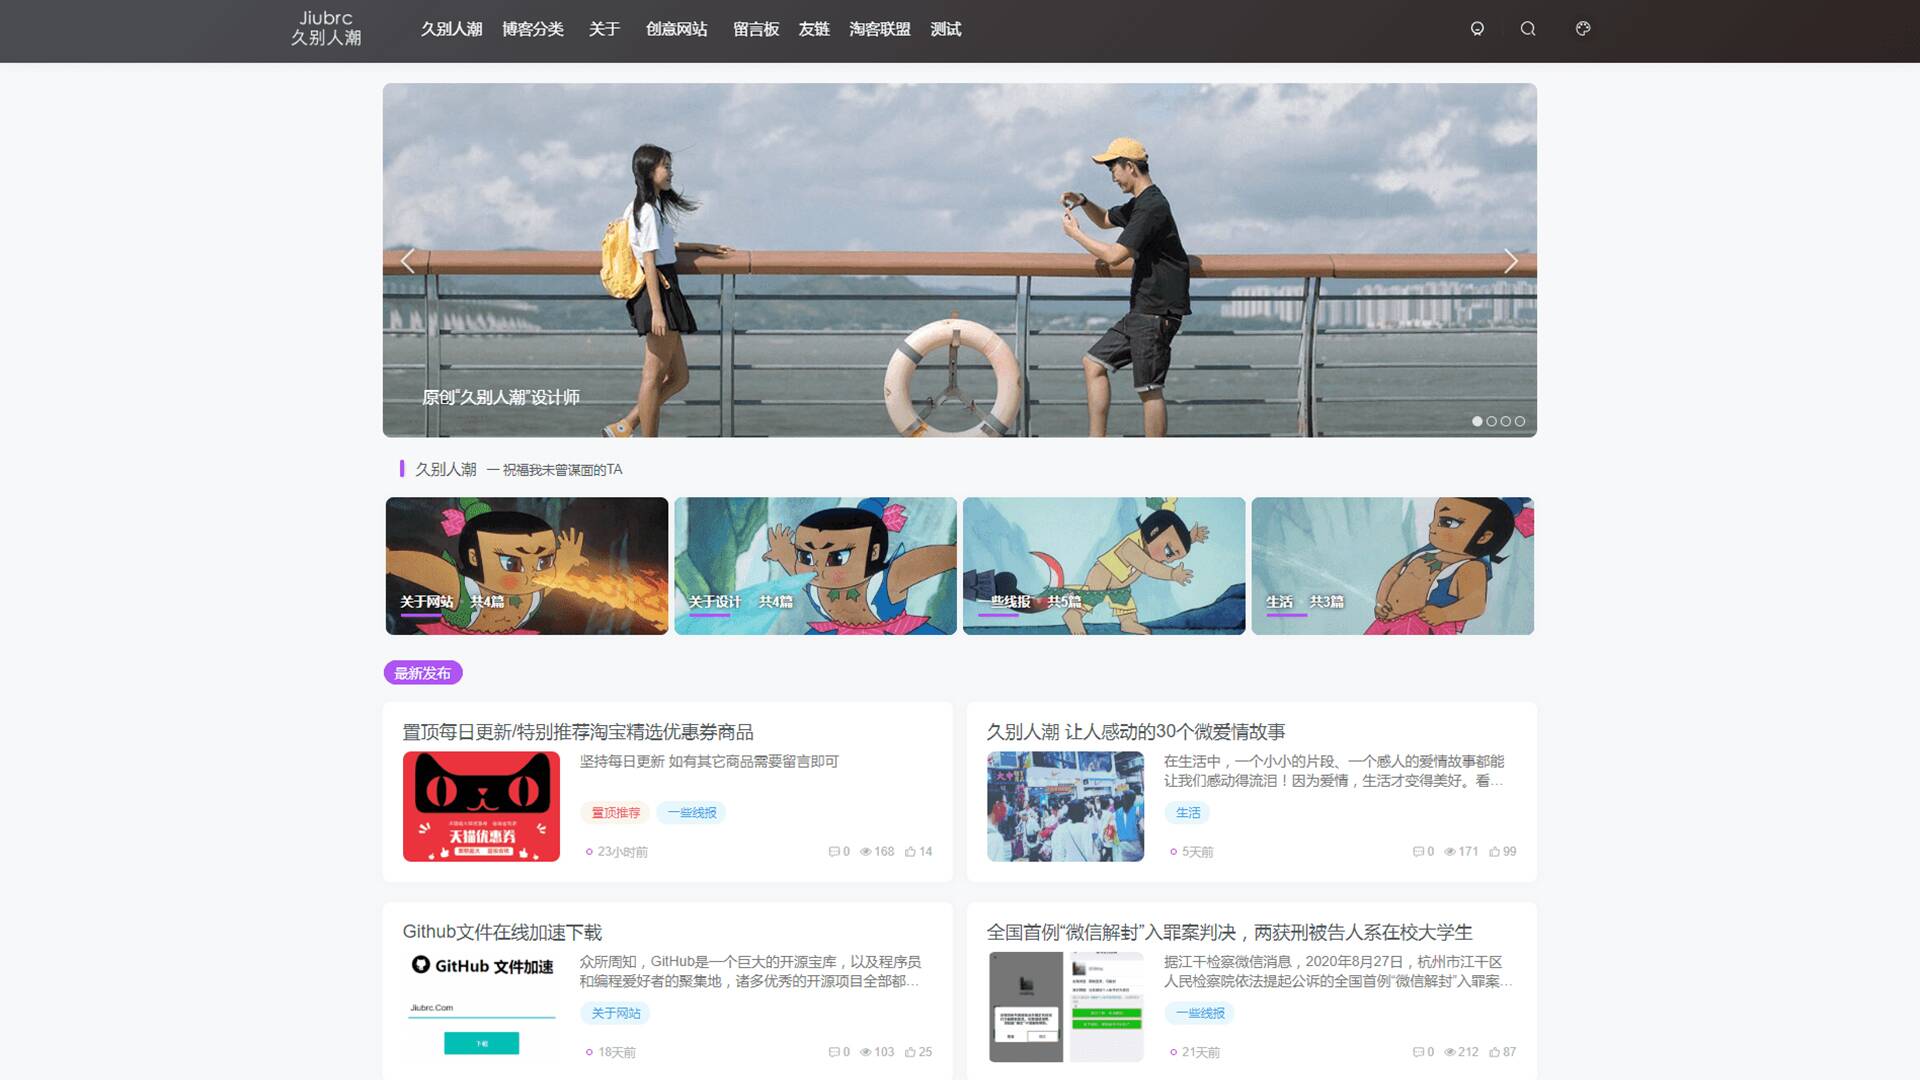 Jiubrc
久别人潮
久别人潮 博客分类 关于 创意网站 留言板 友链 淘客联盟 测试
原创“久别人潮”设计师
久别人潮 — 祝福我未曾谋面的TA
关于网站 共4篇
关于设计 共4篇
一些线报 共5篇
生活 共3篇
最新发布
置顶每日更新/特别推荐淘宝精选优惠券商品
坚持每日更新 如有其它商品需要留言即可
天猫优惠券
置顶推荐 一些线报
23小时前 0 168 14
久别人潮 让人感动的30个微爱情故事
在生活中，一个小小的片段、一个感人的爱情故事都能
让我们感动得流泪！因为爱情，生活才变得美好。看…
生活
5天前 0 171 99
Github文件在线加速下载
GitHub 文件加速
Jiubrc.Com
下载
众所周知，GitHub是一个巨大的开源宝库，以及程序员
和编程爱好者的聚集地，诸多优秀的开源项目全部都…
关于网站
18天前 0 103 25
全国首例“微信解封”入罪案判决，两获刑被告人系在校大学生
据江干检察微信消息，2020年8月27日，杭州市江干区
人民检察院依法提起公诉的全国首例“微信解封”入罪案…
一些线报
21天前 0 212 87